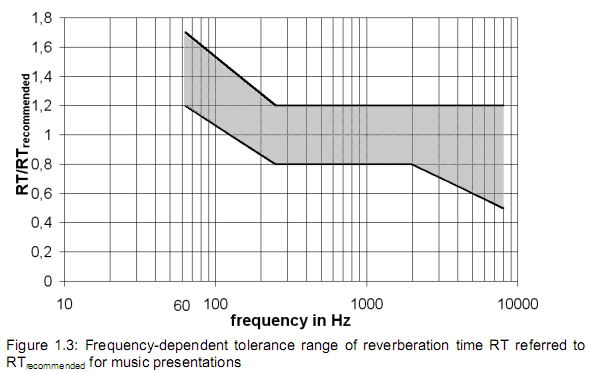 1,8
1,6
1,4
1,2
1
0,8
0,6
0,4
0,2
0
RT/RTrecommended
10 60 100 1000 10000
frequency in Hz
Figure 1.3: Frequency-dependent tolerance range of reverberation time RT referred to
RTrecommended for music presentations